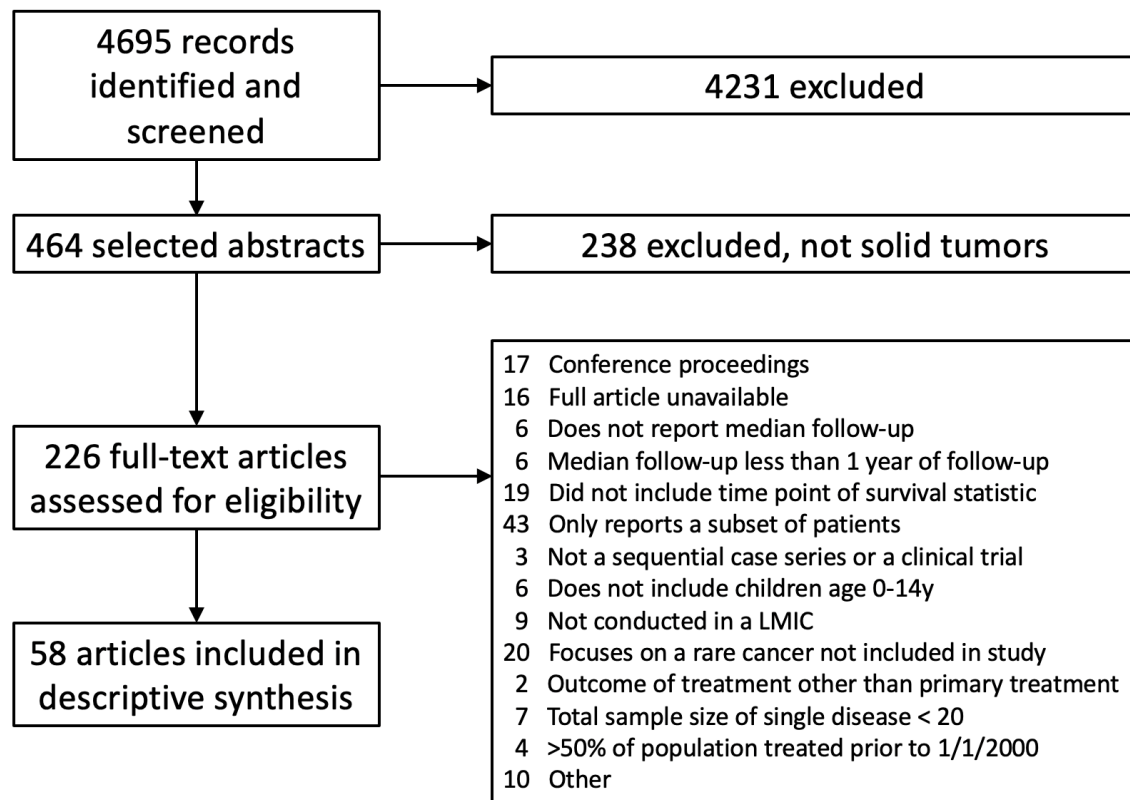 4695 records
identified and
screened
4231 excluded
464 selected abstracts
238 excluded, not solid tumors
226 full-text articles
assessed for eligibility
17 Conference proceedings
16 Full article unavailable
6 Does not report median follow-up
6 Median follow-up less than 1 year of follow-up
19 Did not include time point of survival statistic
43 Only reports a subset of patients
3 Not a sequential case series or a clinical trial
6 Does not include children age 0-14y
9 Not conducted in a LMIC
20 Focuses on a rare cancer not included in study
2 Outcome of treatment other than primary treatment
7 Total sample size of single disease < 20
4 >50% of population treated prior to 1/1/2000
10 Other
58 articles included in
descriptive synthesis